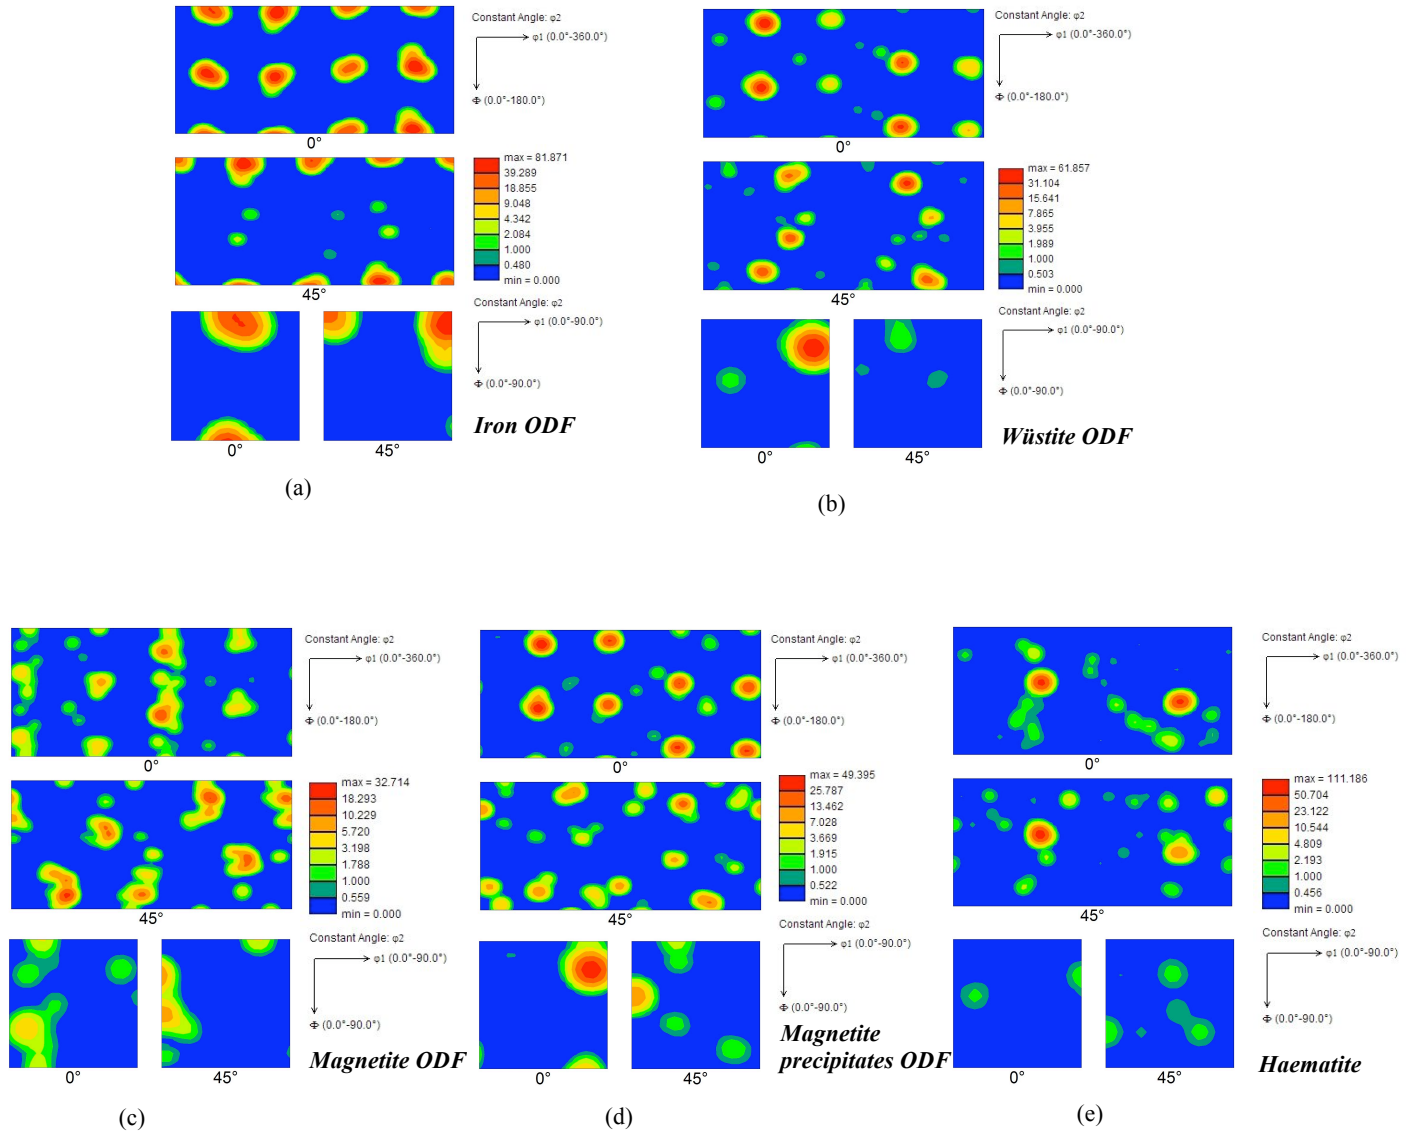 Constant Angle: φ2
φ1 (0.0°-360.0°)
Φ (0.0°-180.0°)
0°
max = 81.871
39.289
18.855
9.048
4.342
2.084
1.000
0.480
min = 0.000
45°
Constant Angle: φ2
φ1 (0.0°-90.0°)
Φ (0.0°-90.0°)
Iron ODF
0°
45°
(a)
Constant Angle: φ2
φ1 (0.0°-360.0°)
Φ (0.0°-180.0°)
0°
max = 61.857
31.104
15.641
7.865
3.955
1.989
1.000
0.503
min = 0.000
45°
Constant Angle: φ2
φ1 (0.0°-90.0°)
Φ (0.0°-90.0°)
Wüstite ODF
0°
45°
(b)
Constant Angle: φ2
φ1 (0.0°-360.0°)
Φ (0.0°-180.0°)
0°
max = 32.714
18.293
10.229
5.720
3.198
1.788
1.000
0.559
min = 0.000
45°
Constant Angle: φ2
φ1 (0.0°-90.0°)
Φ (0.0°-90.0°)
Magnetite ODF
0°
45°
(c)
Constant Angle: φ2
φ1 (0.0°-360.0°)
Φ (0.0°-180.0°)
0°
max = 49.395
25.787
13.462
7.028
3.669
1.915
1.000
0.522
min = 0.000
45°
Constant Angle: φ2
φ1 (0.0°-90.0°)
Φ (0.0°-90.0°)
Magnetite
precipitates ODF
0°
45°
(d)
Constant Angle: φ2
φ1 (0.0°-360.0°)
Φ (0.0°-180.0°)
0°
max = 111.186
50.704
23.122
10.544
4.809
2.193
1.000
0.456
min = 0.000
45°
Constant Angle: φ2
φ1 (0.0°-90.0°)
Φ (0.0°-90.0°)
Haematite
0°
45°
(e)